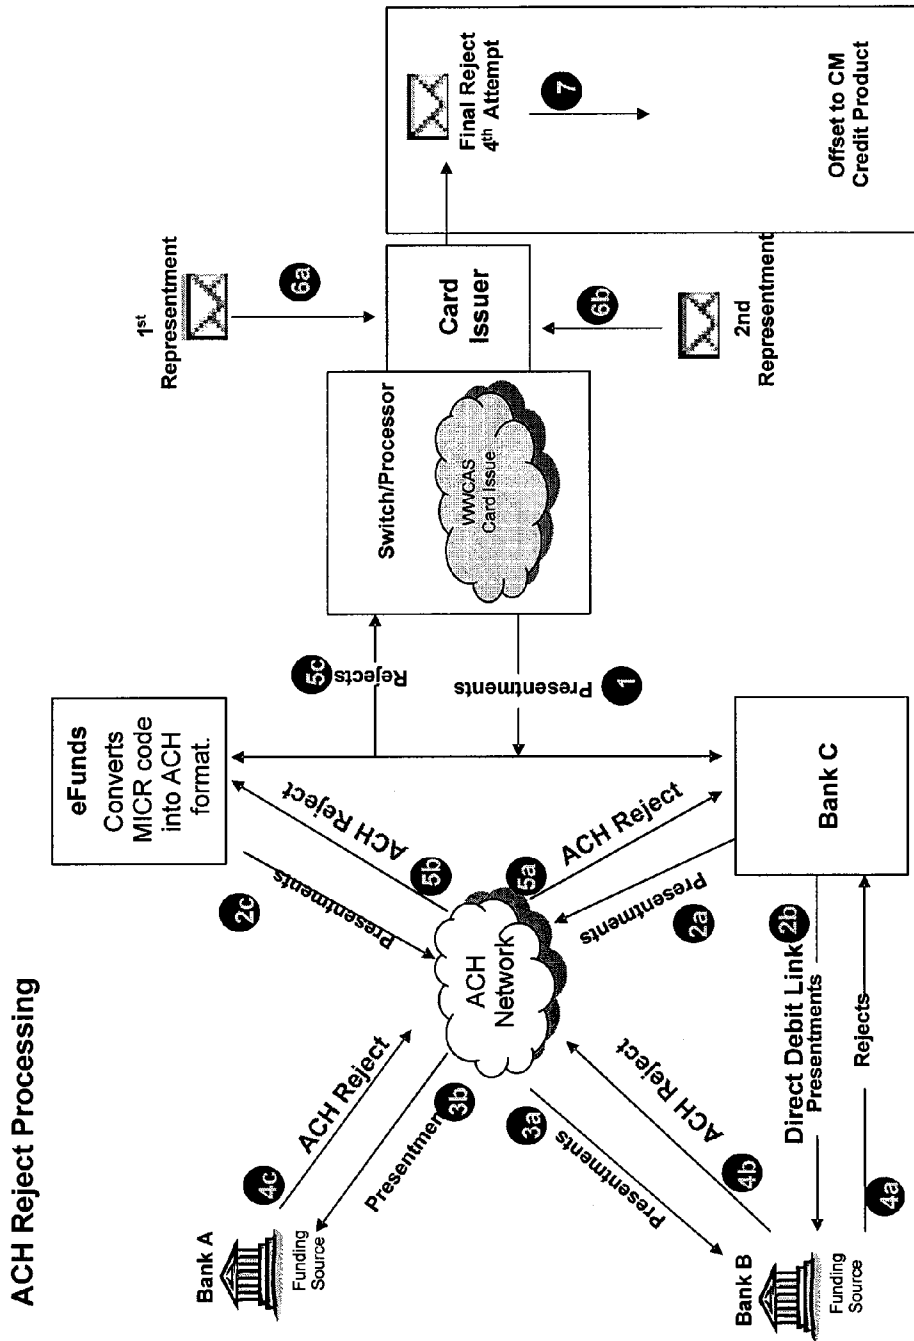 ACH Reject Processing
Bank A
Funding
Source
4c
ACH Reject
3b
Presentmen
2c
Presentments
eFunds
Converts
MICR code
into ACH
format.
ACH Reject
5b
ACH
Network
5a
ACH Reject
Presentments
2a
3a
Presentments
ACH Reject
4b
Bank B
Funding
Source
Direct Debit Link
2b
Presentments
Rejects
4a
Bank C
5c
Rejects
Presentments
1
Switch/Processor
WWCAS
Card Issue
1st
Representment
6a
Card
Issuer
6b
2nd
Representment
Final Reject
4th Attempt
7
Offset to CM
Credit Product